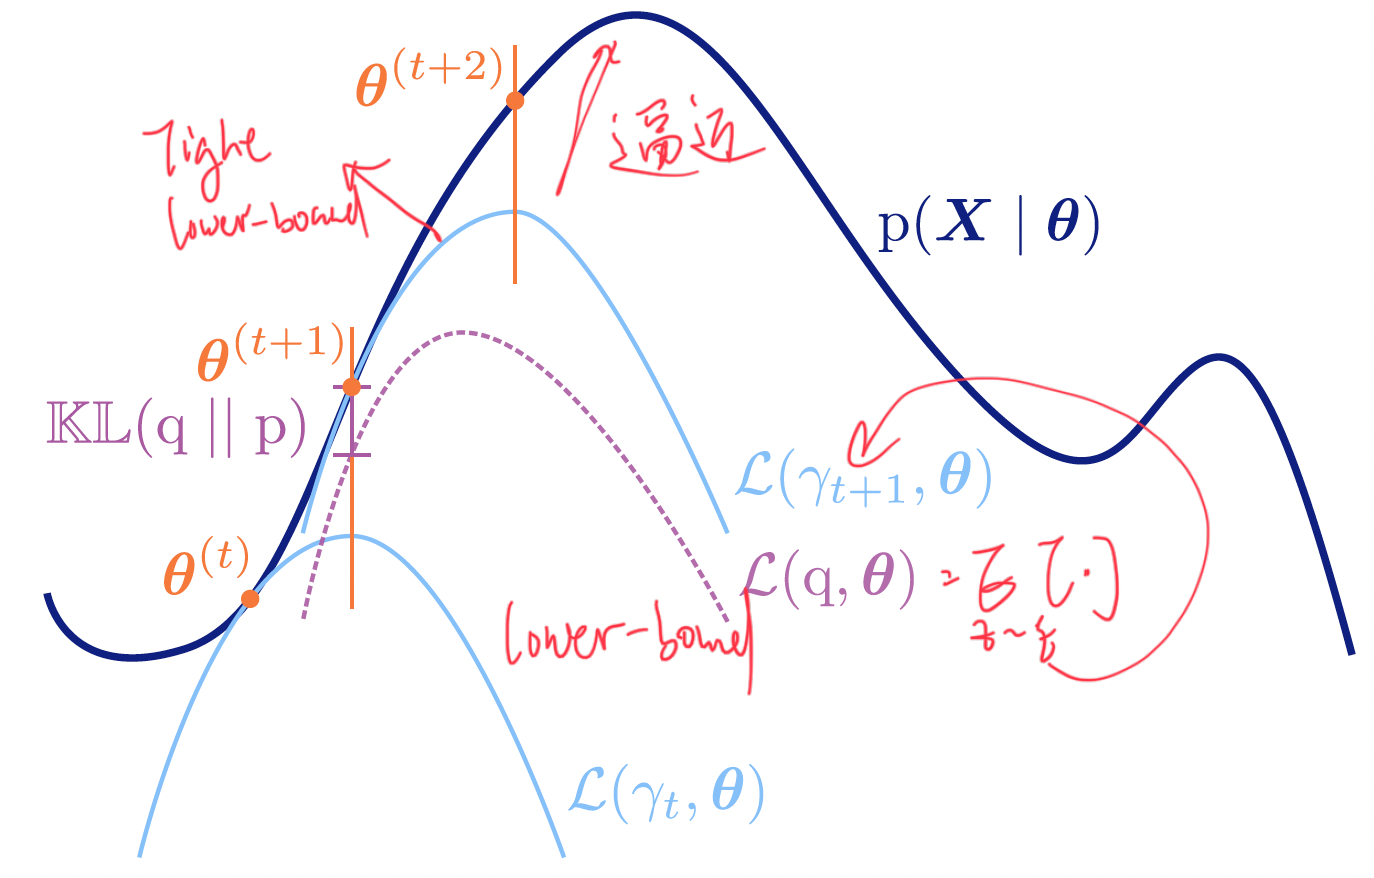 θ^(t+2)
Tight
lower-bound
逼近
p(X | θ)
θ^(t+1)
KL(q || p)
L(γ_{t+1}, θ)
θ^(t)
L(q, θ) = E [·]
z~q
lower-bound
L(γ_t, θ)